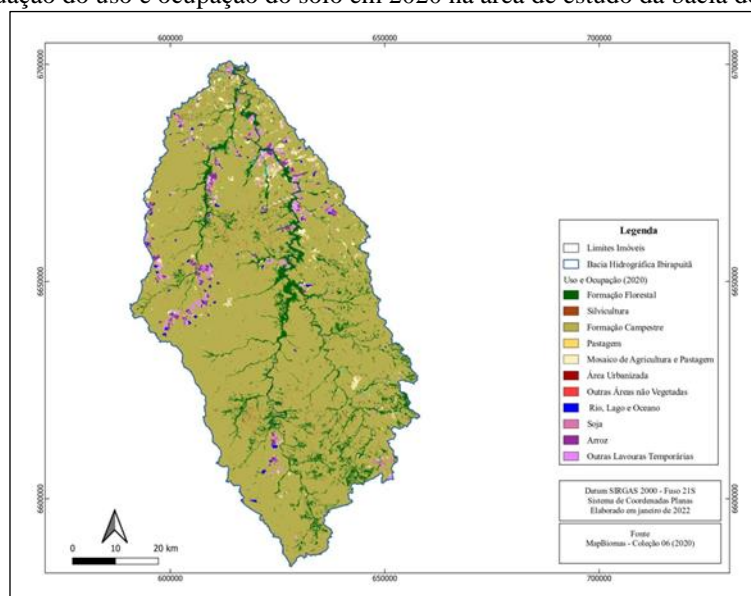 uação do uso e ocupação do solo em 2020 na área de estudo da bacia d
600000 650000 700000
6700000 6700000
6650000 6650000
6600000 6600000
Legenda
Limites Imóveis
Bacia Hidrográfica Ibirapuitã
Uso e Ocupação (2020)
Formação Florestal
Silvicultura
Formação Campestre
Pastagem
Mosaico de Agricultura e Pastagem
Área Urbanizada
Outras Áreas não Vegetadas
Rio, Lago e Oceano
Soja
Arroz
Outras Lavouras Temporárias
Datum SIRGAS 2000 - Fuso 21S
Sistema de Coordenadas Planas
Elaborado em janeiro de 2022
Fonte
MapBiomas - Coleção 06 (2020)
0 10 20 km
600000 650000 700000